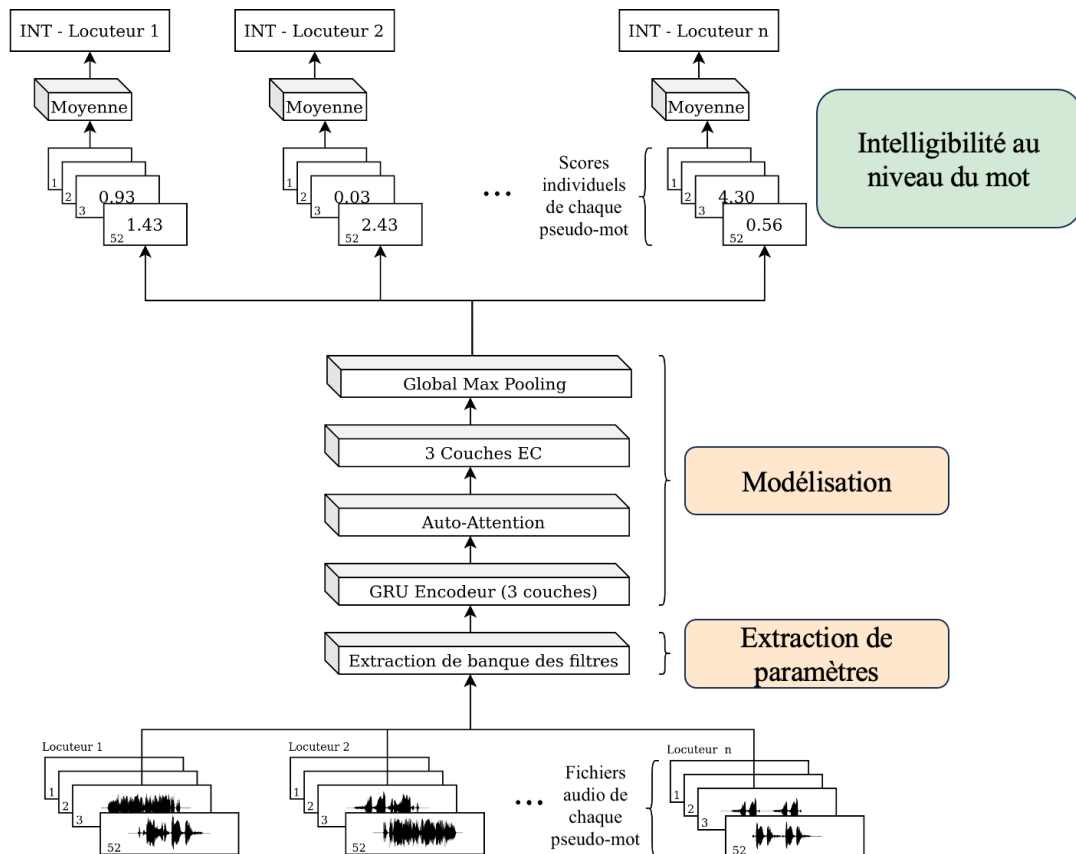 INT - Locuteur 1
INT - Locuteur 2
INT - Locuteur n
Moyenne
Moyenne
Moyenne
1
2
3
0.93
1.43
52
1
2
3
0.03
2.43
52
...
Scores
individuels
de chaque
pseudo-mot
1
2
3
4.30
0.56
52
Intelligibilité au
niveau du mot
Global Max Pooling
3 Couches EC
Auto-Attention
GRU Encodeur (3 couches)
Modélisation
Extraction de banque des filtres
Extraction de
paramètres
Locuteur 1
1
2
3
52
Locuteur 2
1
2
3
52
...
Fichiers
audio de
chaque
pseudo-mot
Locuteur n
1
2
3
52